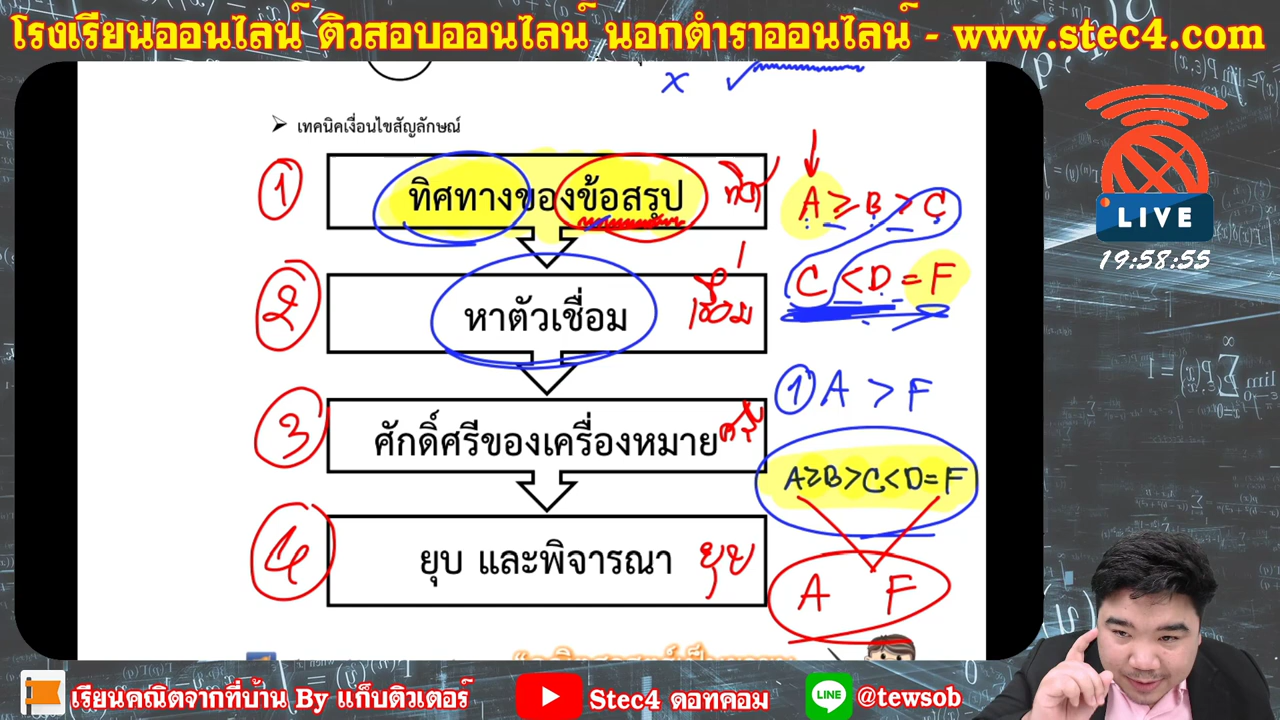 โรงเรียนออนไลน์ ติวสอบออนไลน์ นอกตำราออนไลน์ - www.stec4.com
x
➤ เทคนิคเงื่อนไขสัญลักษณ์
① ทิศทางของข้อสรุป ทิศ
A ≥ B > C
LIVE
19:58:55
C < D = F
② หาตัวเชื่อม เชื่อม
① A > F
③ ศักดิ์ศรีของเครื่องหมาย
A≥B>C<D=F
④ ยุบ และพิจารณา ยุบ
A F
เรียนคณิตจากที่บ้าน By แก็บติวเตอร์
Stec4 ดอทคอม
LINE @tewsob